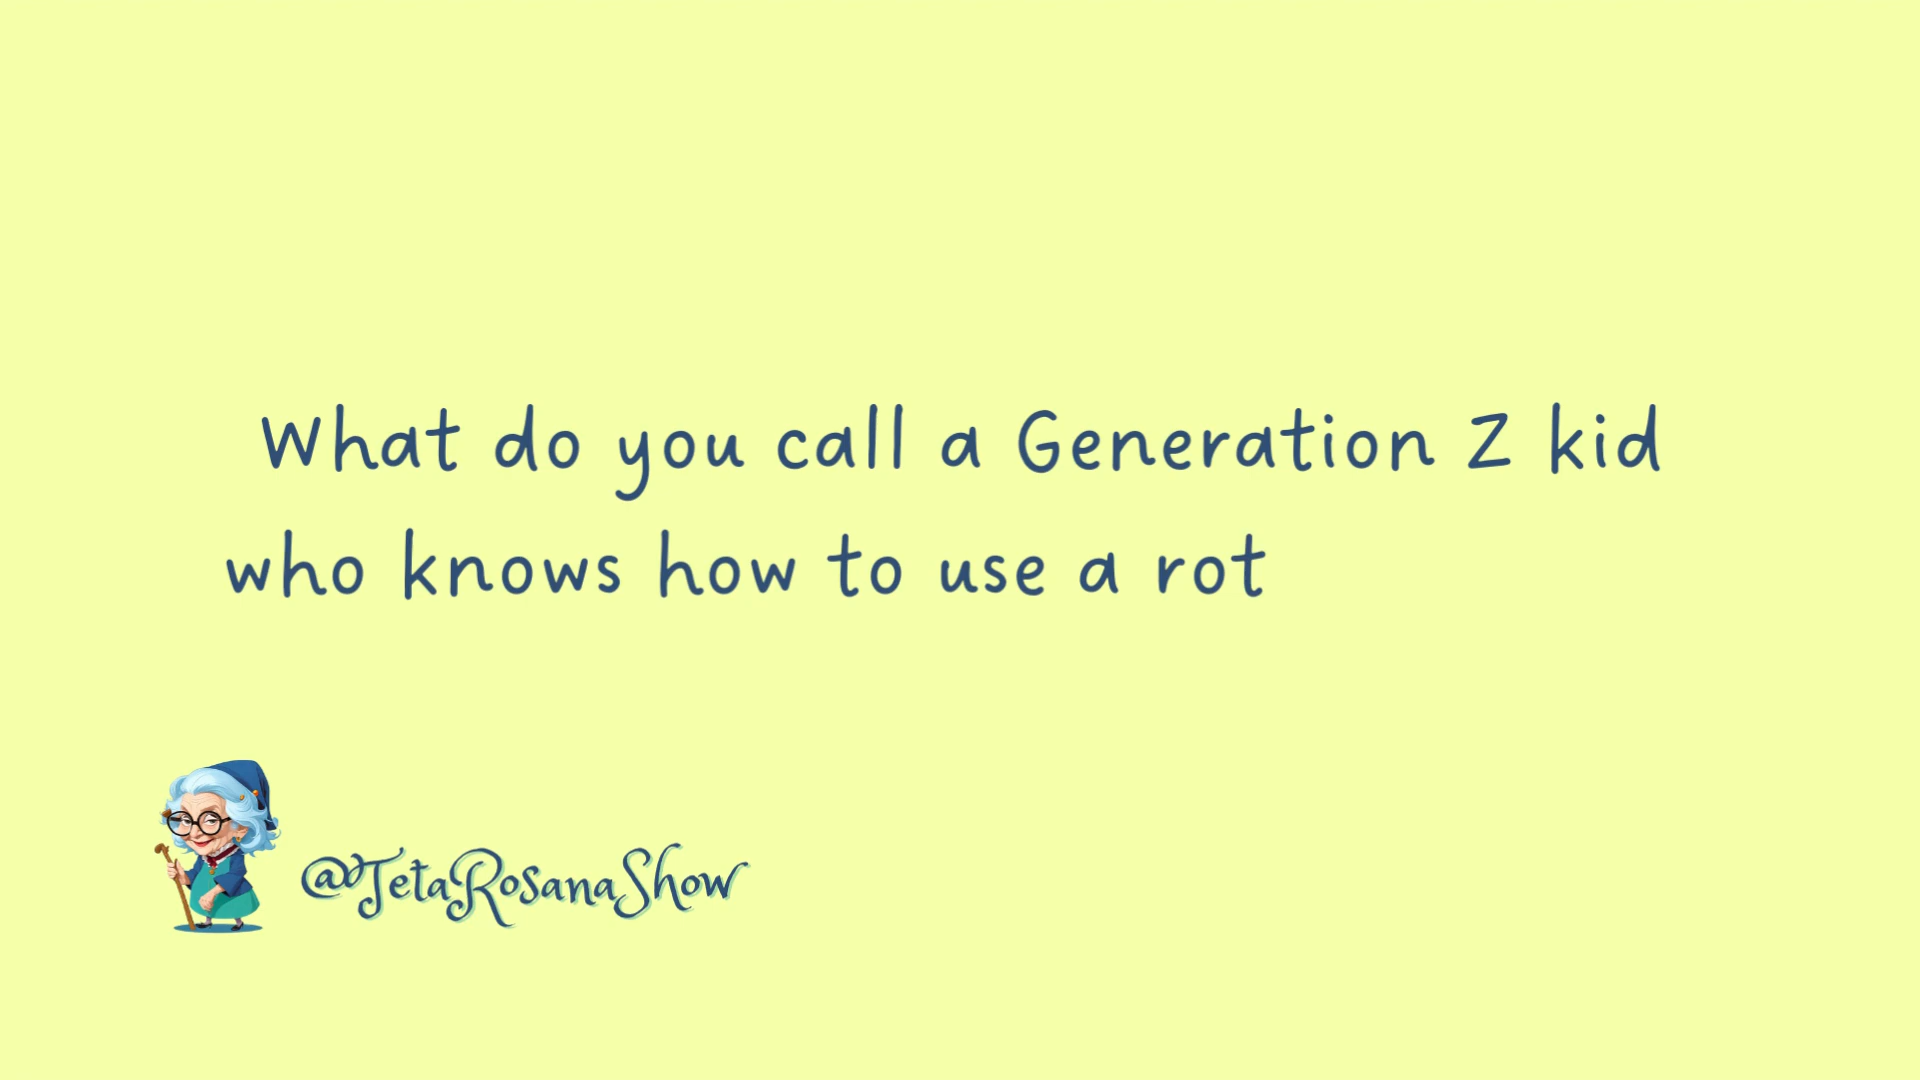 What do you call a Generation Z kid
who knows how to use a rot
@TetaRosanaShow